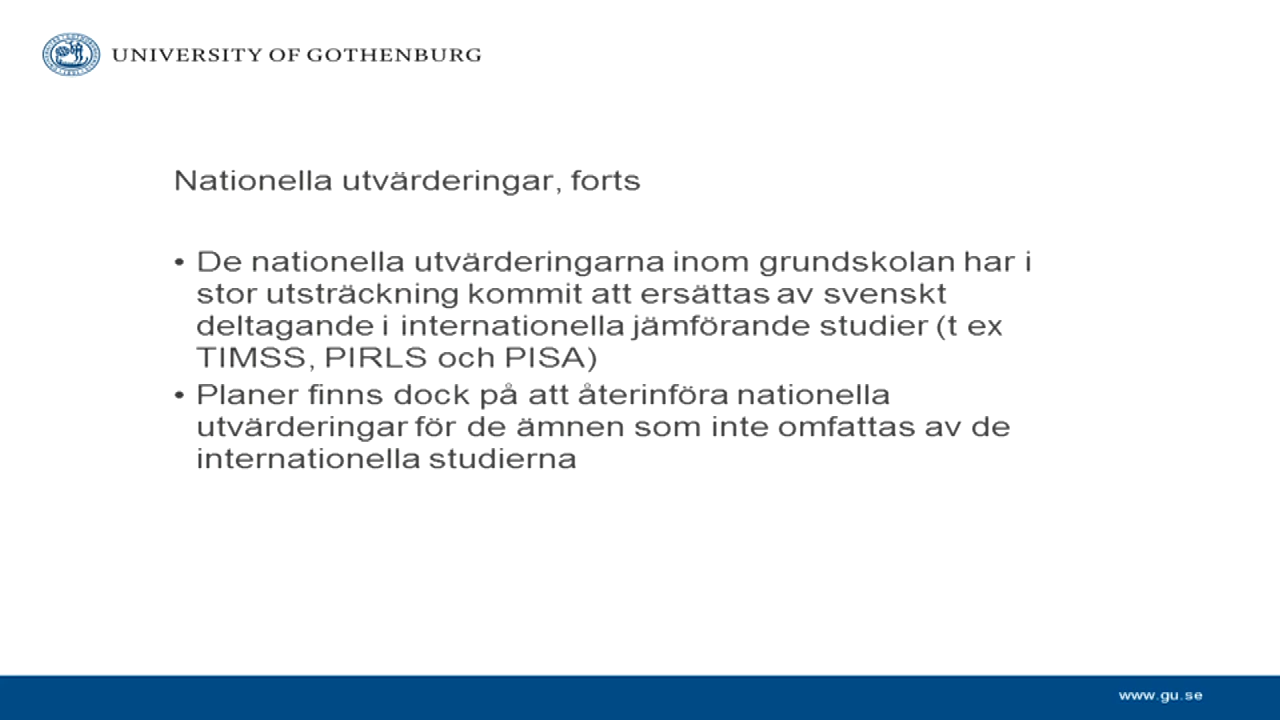 UNIVERSITY OF GOTHENBURG
Nationella utvärderingar, forts
• De nationella utvärderingarna inom grundskolan har i
stor utsträckning kommit att ersättas av svenskt
deltagande i internationella jämförande studier (t ex
TIMSS, PIRLS och PISA)
• Planer finns dock på att återinföra nationella
utvärderingar för de ämnen som inte omfattas av de
internationella studierna
www.gu.se